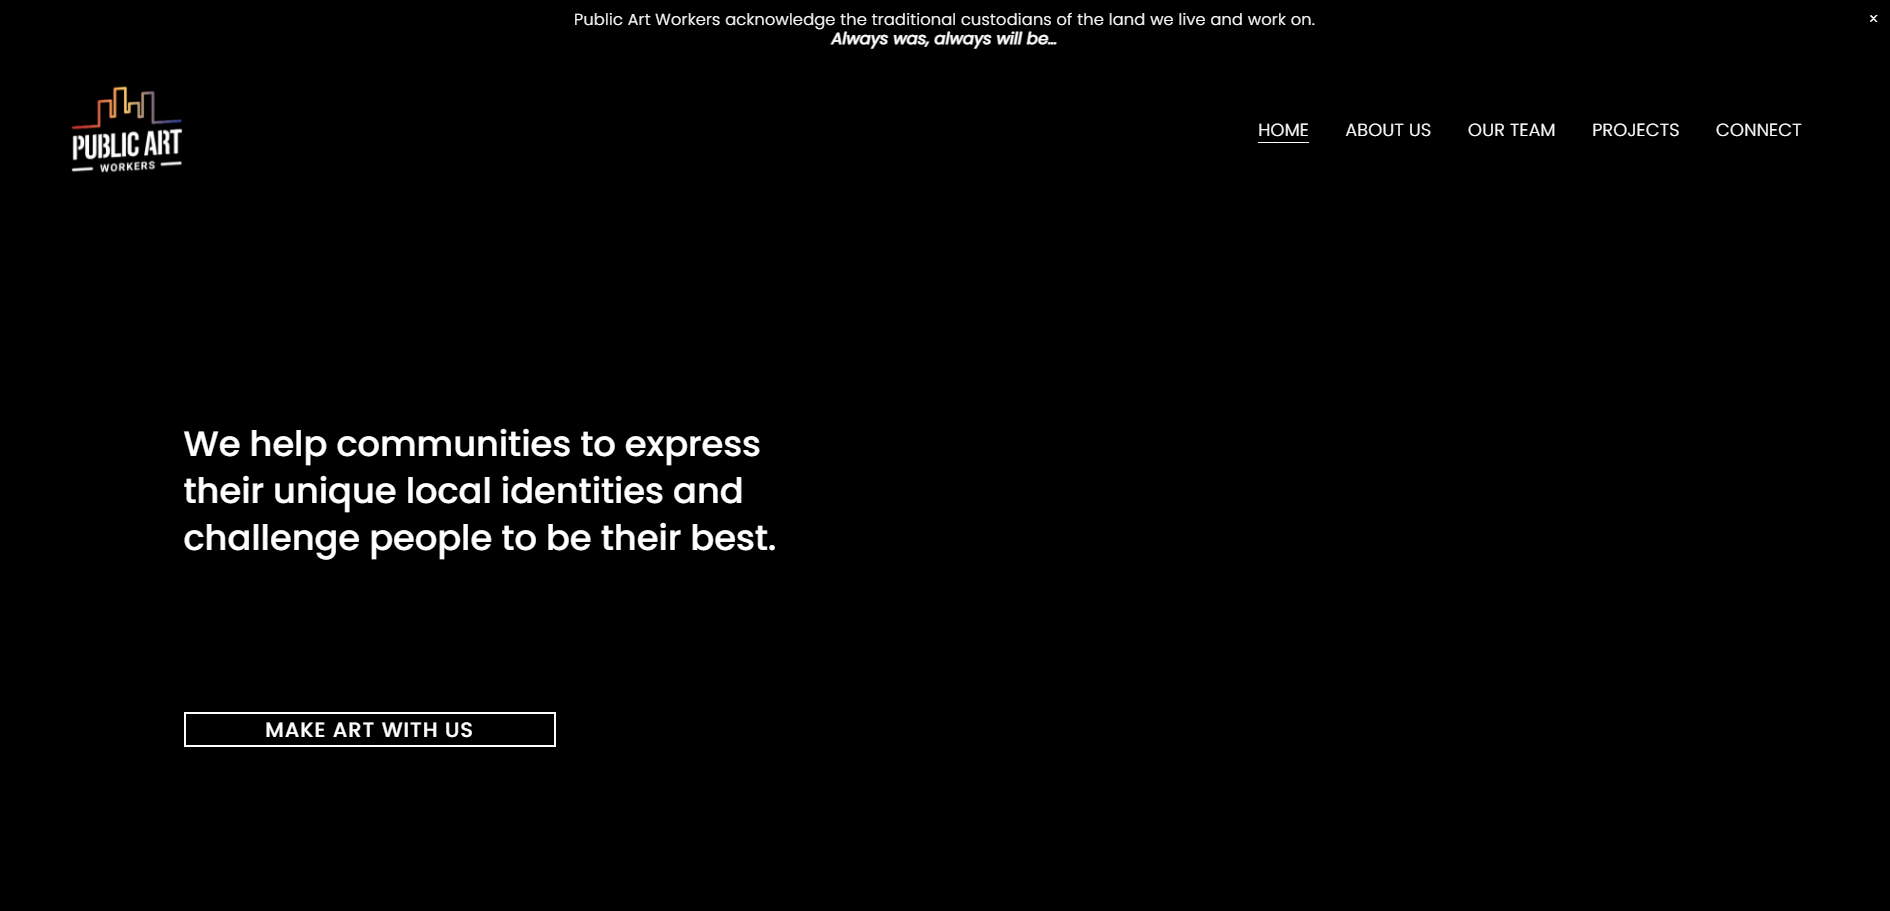 Public Art Workers acknowledge the traditional custodians of the land we live and work on.
Always was, always will be...
×
PUBLIC ART
WORKERS
HOME
ABOUT US
OUR TEAM
PROJECTS
CONNECT
We help communities to express
their unique local identities and
challenge people to be their best.
MAKE ART WITH US